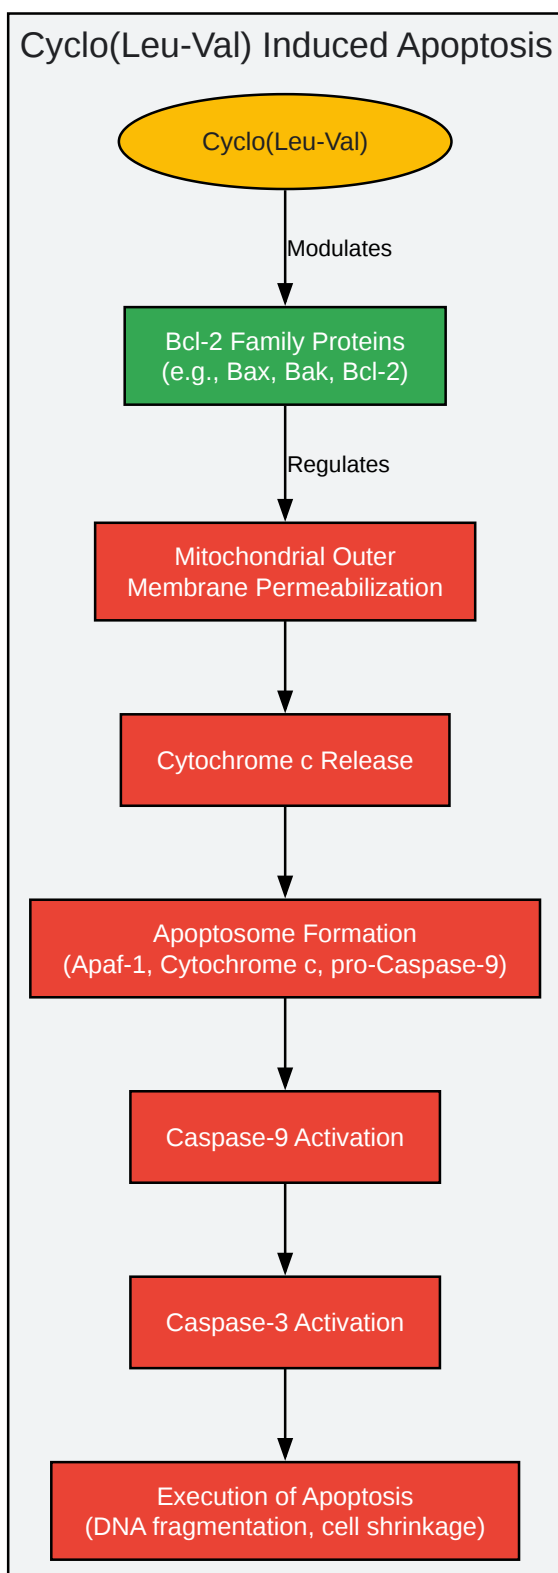 Cyclo(Leu-Val) Induced Apoptosis
Cyclo(Leu-Val)
Modulates
Bcl-2 Family Proteins
(e.g., Bax, Bak, Bcl-2)
Regulates
Mitochondrial Outer
Membrane Permeabilization
Cytochrome c Release
Apoptosome Formation
(Apaf-1, Cytochrome c, pro-Caspase-9)
Caspase-9 Activation
Caspase-3 Activation
Execution of Apoptosis
(DNA fragmentation, cell shrinkage)